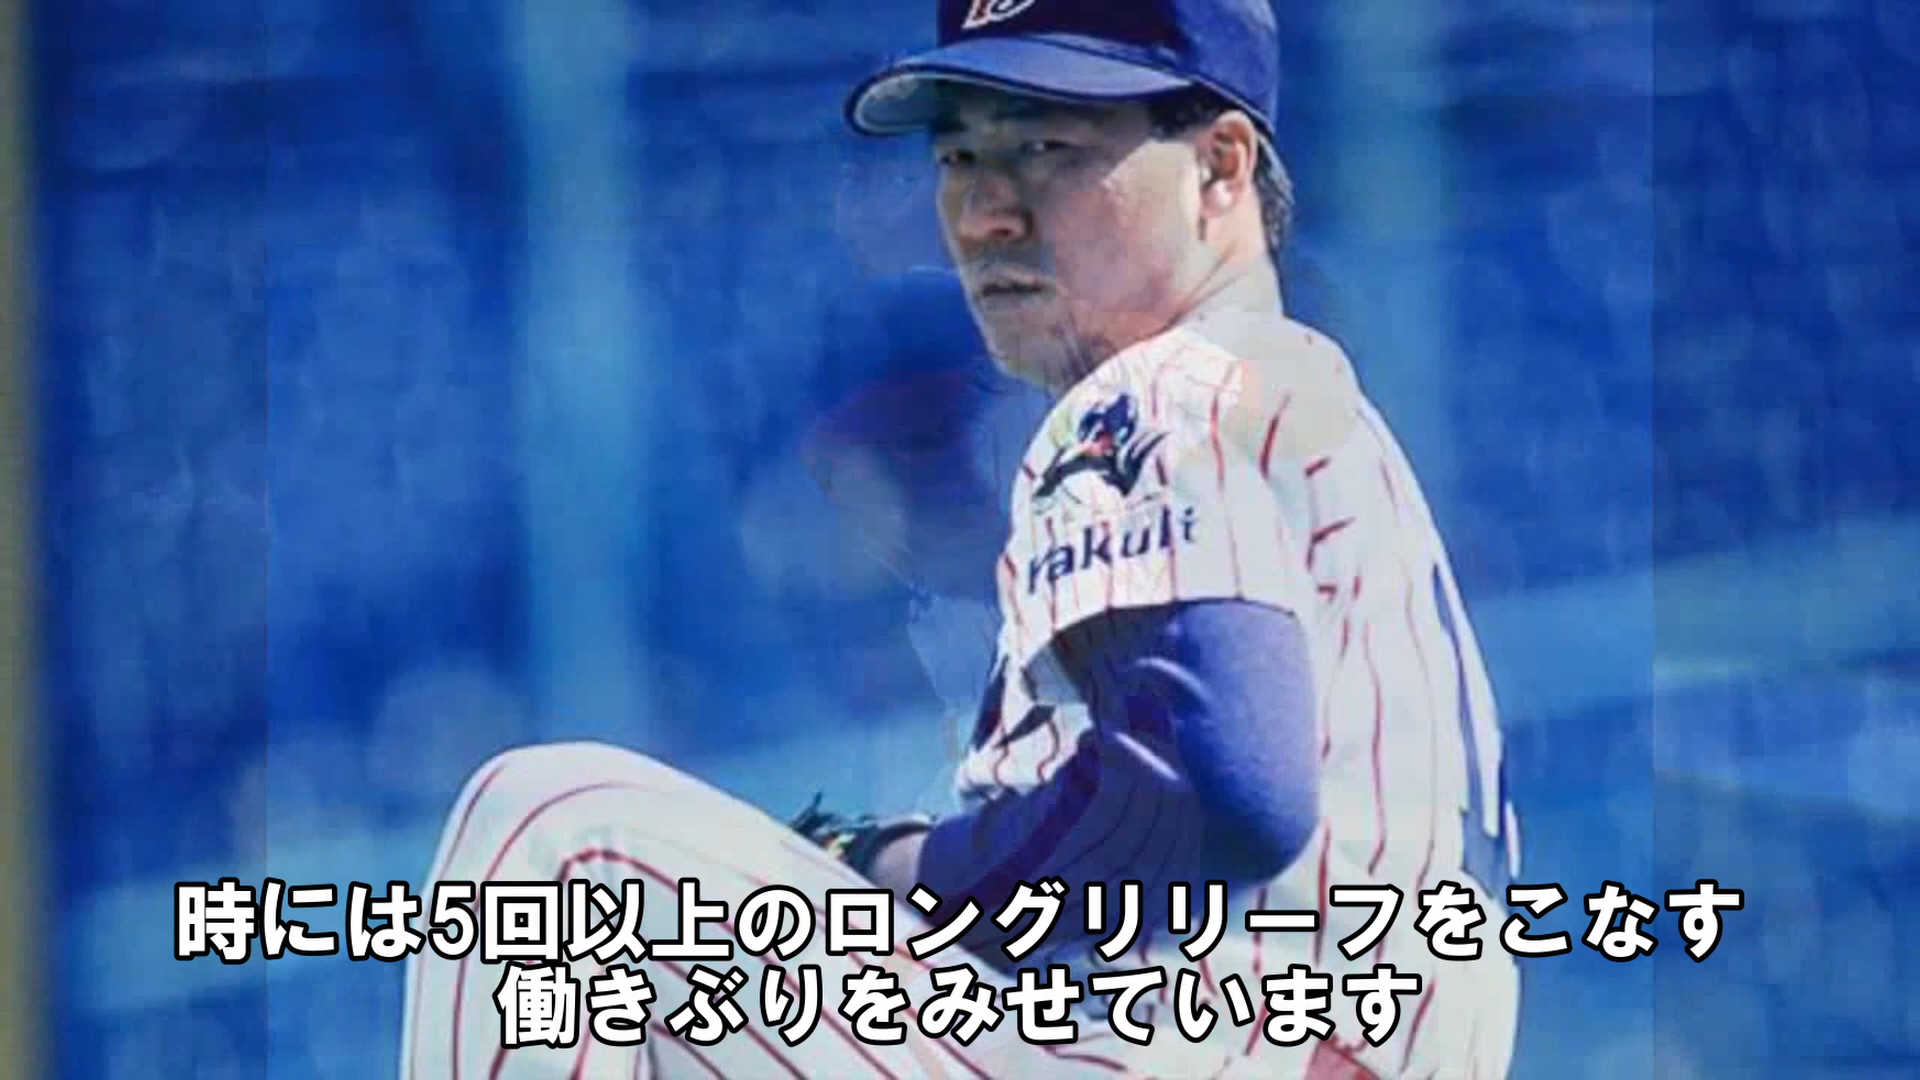 rakuli
時には5回以上のロングリリーフをこなす
働きぶりをみせています